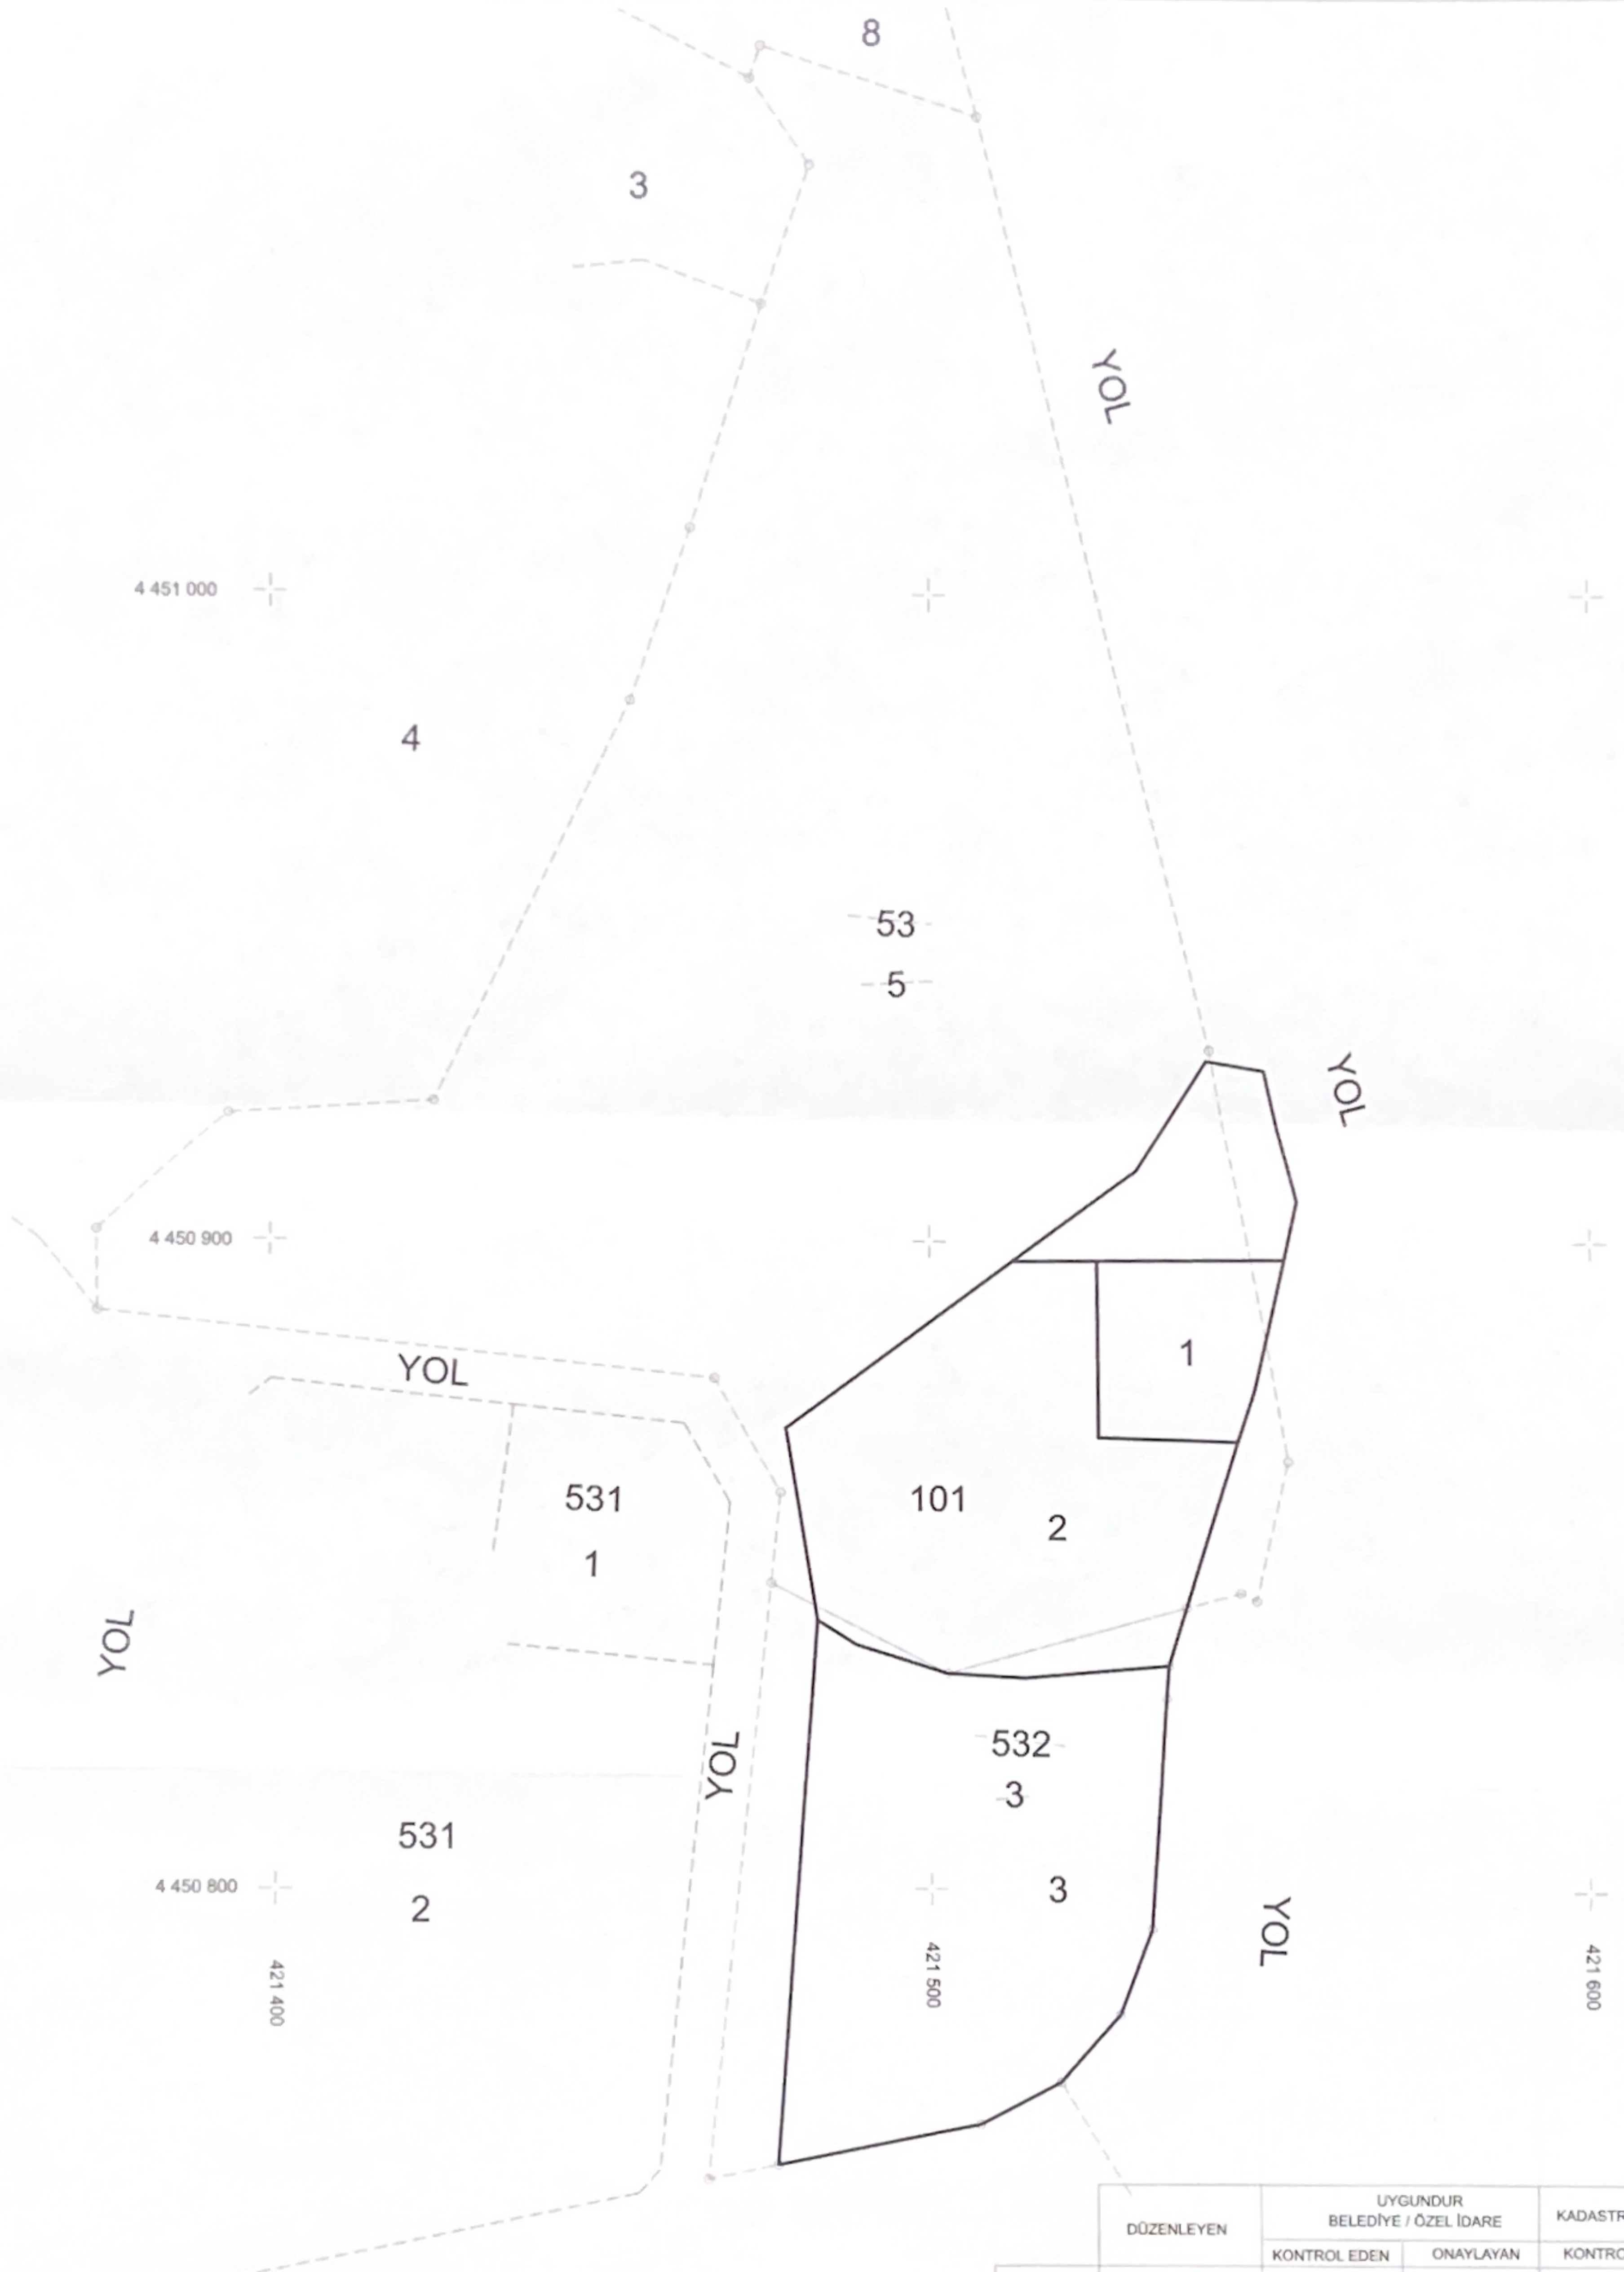 8
3
YOL
4 451 000
4
53
5
YOL
4 450 900
1
YOL
531
1
101
2
YOL
YOL
532
3
531
2
4 450 800
3
YOL
421 400
421 500
421 600
DÜZENLEYEN
UYGUNDUR
BELEDİYE / ÖZEL İDARE
KONTROL EDEN
ONAYLAYAN
KADASTR
KONTRO